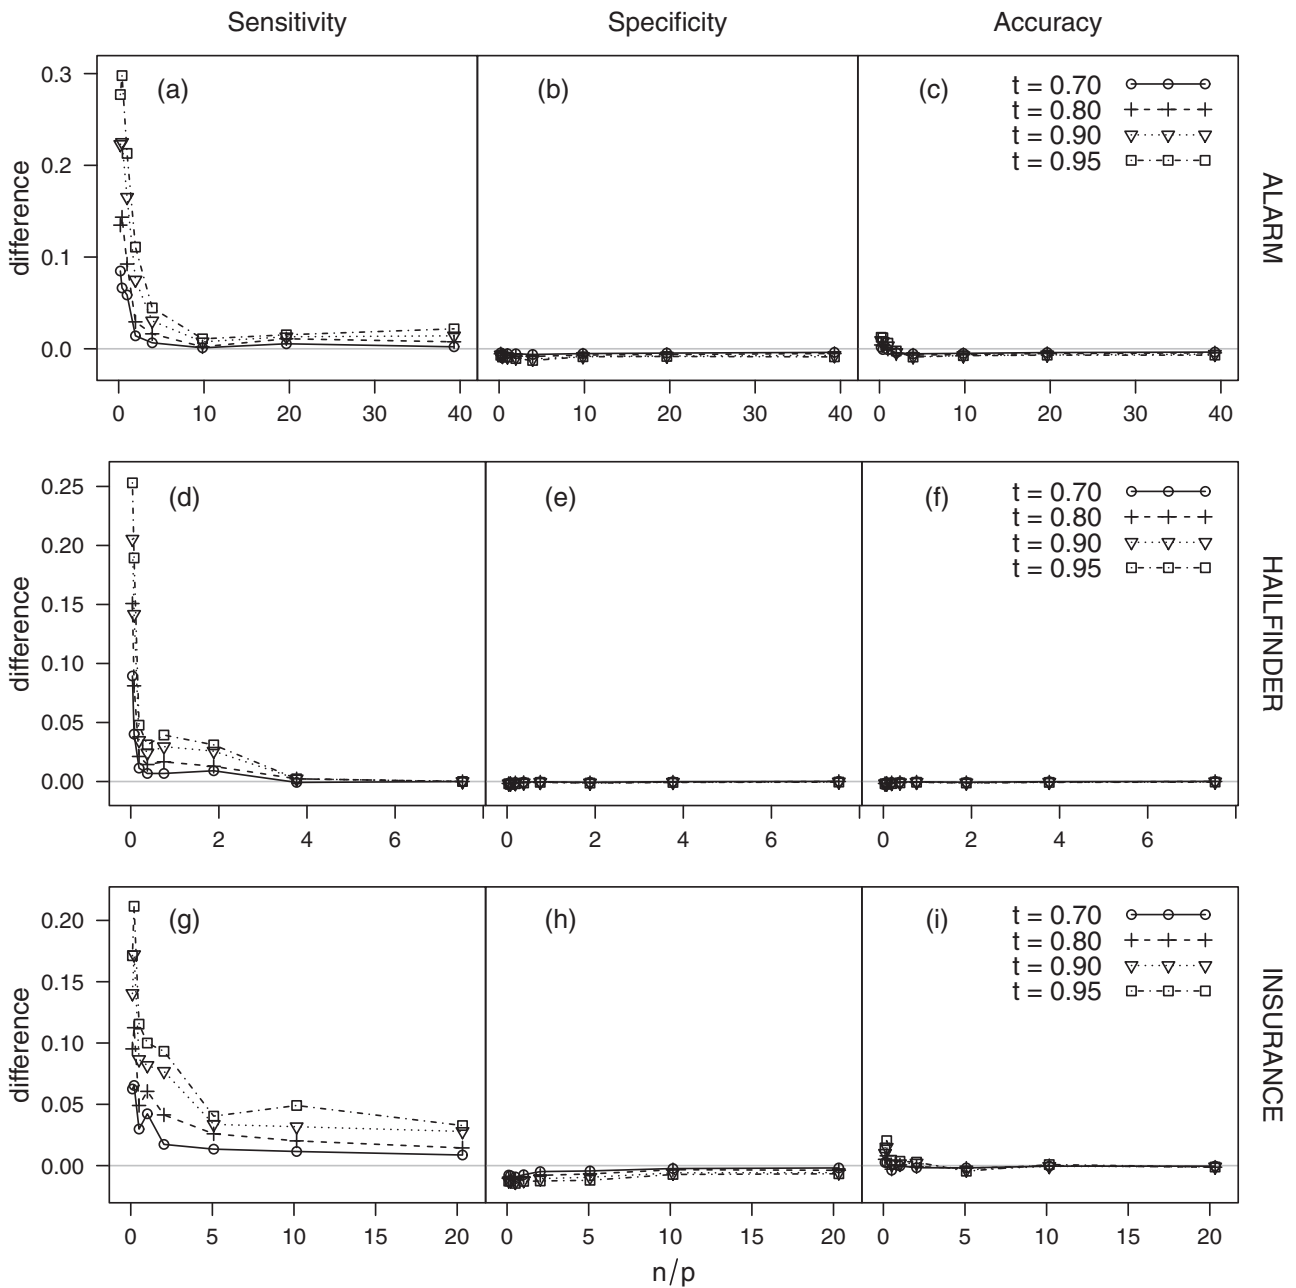 Sensitivity Specificity Accuracy
(a) (b) (c)
t = 0.70
t = 0.80
t = 0.90
t = 0.95
0.3
0.2
0.1
0.0
difference
ALARM
0 10 20 30 40 0 10 20 30 40 0 10 20 30 40
(d) (e) (f)
t = 0.70
t = 0.80
t = 0.90
t = 0.95
0.25
0.20
0.15
0.10
0.05
0.00
difference
HAILFINDER
0 2 4 6 0 2 4 6 0 2 4 6
(g) (h) (i)
t = 0.70
t = 0.80
t = 0.90
t = 0.95
0.20
0.15
0.10
0.05
0.00
difference
INSURANCE
0 5 10 15 20 0 5 10 15 20 0 5 10 15 20
n/p